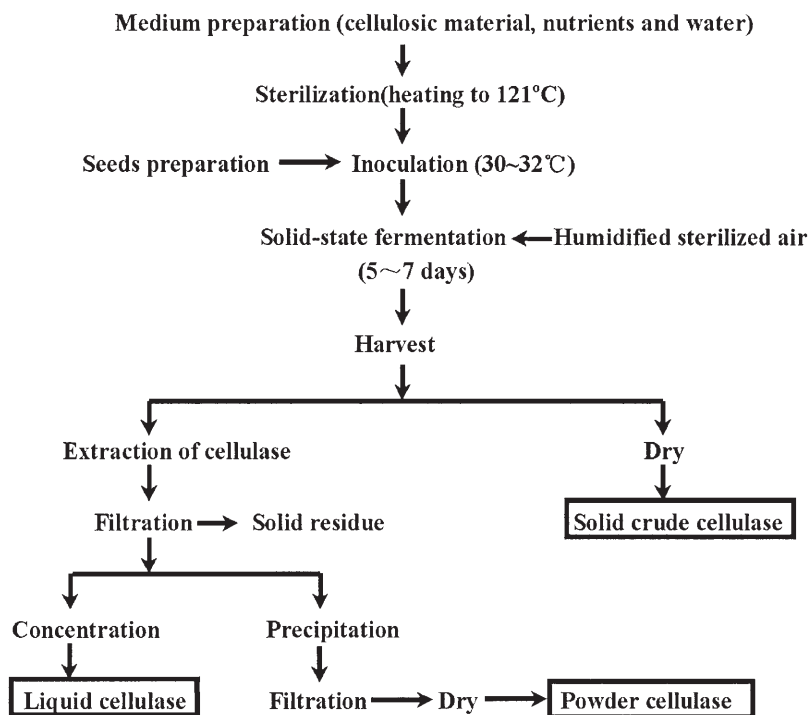 Medium preparation (cellulosic material, nutrients and water)
Sterilization(heating to 121°C)
Seeds preparation
Inoculation (30~32℃)
Solid-state fermentation
Humidified sterilized air
(5～7 days)
Harvest
Extraction of cellulase
Dry
Filtration
Solid residue
Solid crude cellulase
Concentration
Precipitation
Liquid cellulase
Filtration
Dry
Powder cellulase